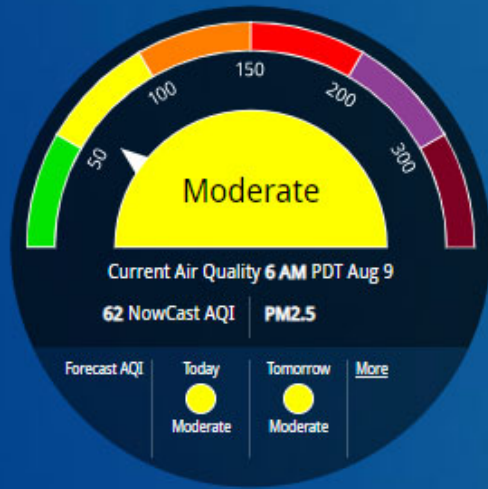 50
100
150
200
300
Moderate
Current Air Quality 6 AM PDT Aug 9
62 NowCast AQI PM2.5
Forecast AQI Today Tomorrow More
Moderate Moderate